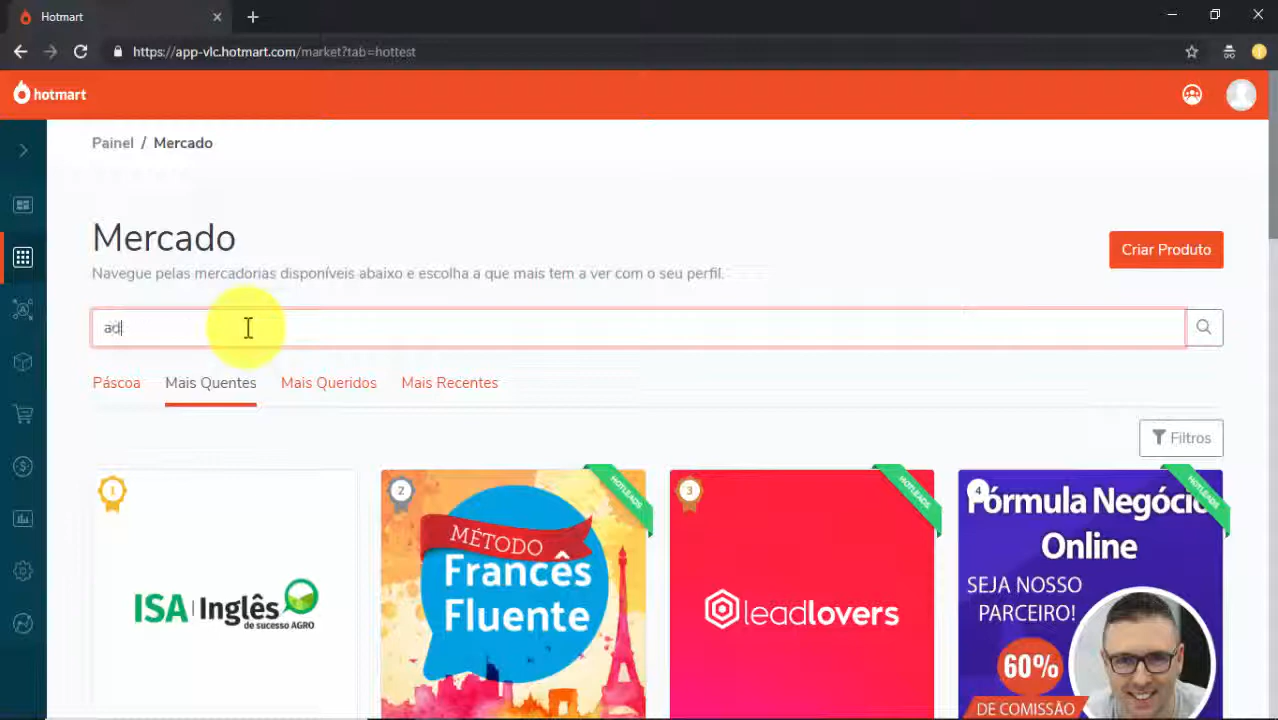 Hotmart
https://app-vlc.hotmart.com/market?tab=hottest
hotmart
Painel / Mercado
Mercado
Criar Produto
Navegue pelas mercadorias disponíveis abaixo e escolha a que mais tem a ver com o seu perfil.
ad
Páscoa Mais Quentes Mais Queridos Mais Recentes
Filtros
1
ISA Inglês
de sucesso AGRO
2
HOTLEADS
MÉTODO
Francês
Fluente
3
HOTLEADS
leadlovers
4
HOTLEADS
Fórmula Negócio
Online
SEJA NOSSO
PARCEIRO!
60%
DE COMISSÃO